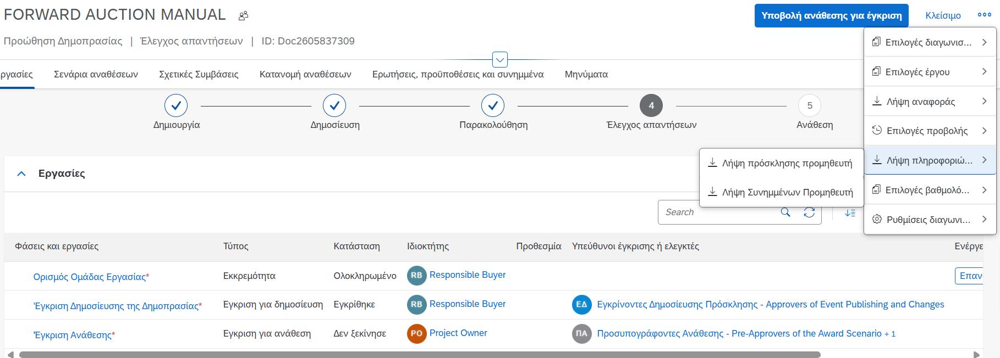 FORWARD AUCTION MANUAL
Υποβολή ανάθεσης για έγκριση
Κλείσιμο
Προώθηση Δημοπρασίας | Έλεγχος απαντήσεων | ID: Doc2605837309
Επιλογές διαγωνισ...
Επιλογές έργου
Λήψη αναφοράς
Επιλογές προβολής
Λήψη πληροφοριώ...
Επιλογές βαθμολό...
Ρυθμίσεις διαγωνι...
Λήψη πρόσκλησης προμηθευτή
Λήψη Συνημμένων Προμηθευτή
ργασίες Σενάρια αναθέσεων Σχετικές Συμβάσεις Κατανομή αναθέσεων Ερωτήσεις, προϋποθέσεις και συνημμένα Μηνύματα
4 5
Δημιουργία Δημοσίευση Παρακολούθηση Έλεγχος απαντήσεων Ανάθεση
Εργασίες
Search
Φάσεις και εργασίες Τύπος Κατάσταση Ιδιοκτήτης Προθεσμία Υπεύθυνοι έγκρισης ή ελεγκτές Ενέργε
Ορισμός Ομάδας Εργασίας* Εκκρεμότητα Ολοκληρωμένο RB Responsible Buyer Επαν
Έγκριση Δημοσίευσης της Δημοπρασίας* Εγκριση για δημοσίευση Εγκρίθηκε RB Responsible Buyer ΕΔ Εγκρίνοντες Δημοσίευσης Πρόσκλησης - Approvers of Event Publishing and Changes
Έγκριση Ανάθεσης* Εγκριση για ανάθεση Δεν ξεκίνησε PO Project Owner ΠΑ Προσυπογράφοντες Ανάθεσης - Pre-Approvers of the Award Scenario + 1